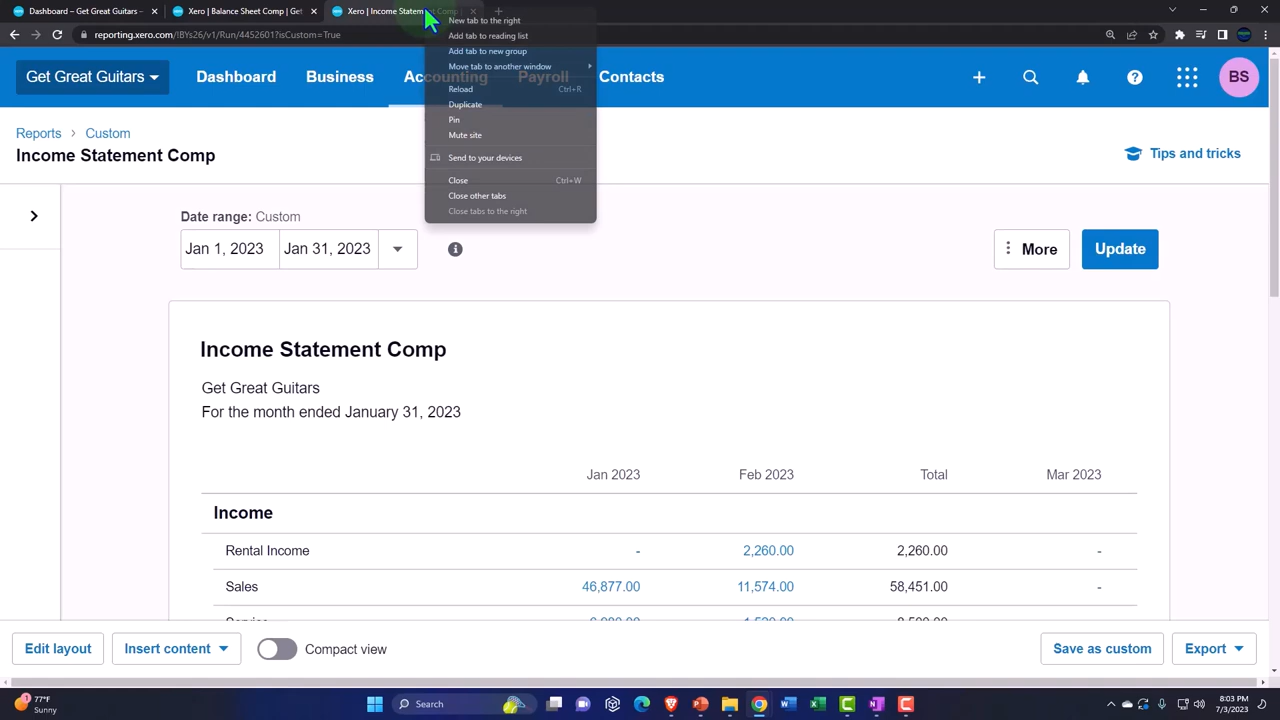 Dashboard – Get Great Guitars –
Xero | Balance Sheet Comp | Get
Xero | Income Statement Comp |
reporting.xero.com/!BYs26/v1/Run/4452601?isCustom=True
New tab to the right
Add tab to reading list
Add tab to new group
Move tab to another window
Reload Ctrl+R
Duplicate
Pin
Mute site
Send to your devices
Close Ctrl+W
Close other tabs
Close tabs to the right
Get Great Guitars Dashboard Business Accounting Payroll Contacts BS
Reports Custom
Income Statement Comp
Tips and tricks
Date range: Custom
Jan 1, 2023 Jan 31, 2023
More Update
Income Statement Comp
Get Great Guitars
For the month ended January 31, 2023
Jan 2023 Feb 2023 Total Mar 2023
Income
Rental Income - 2,260.00 2,260.00 -
Sales 46,877.00 11,574.00 58,451.00 -
Edit layout Insert content Compact view Save as custom Export
77°F
Sunny
Search
8:03 PM
7/3/2023